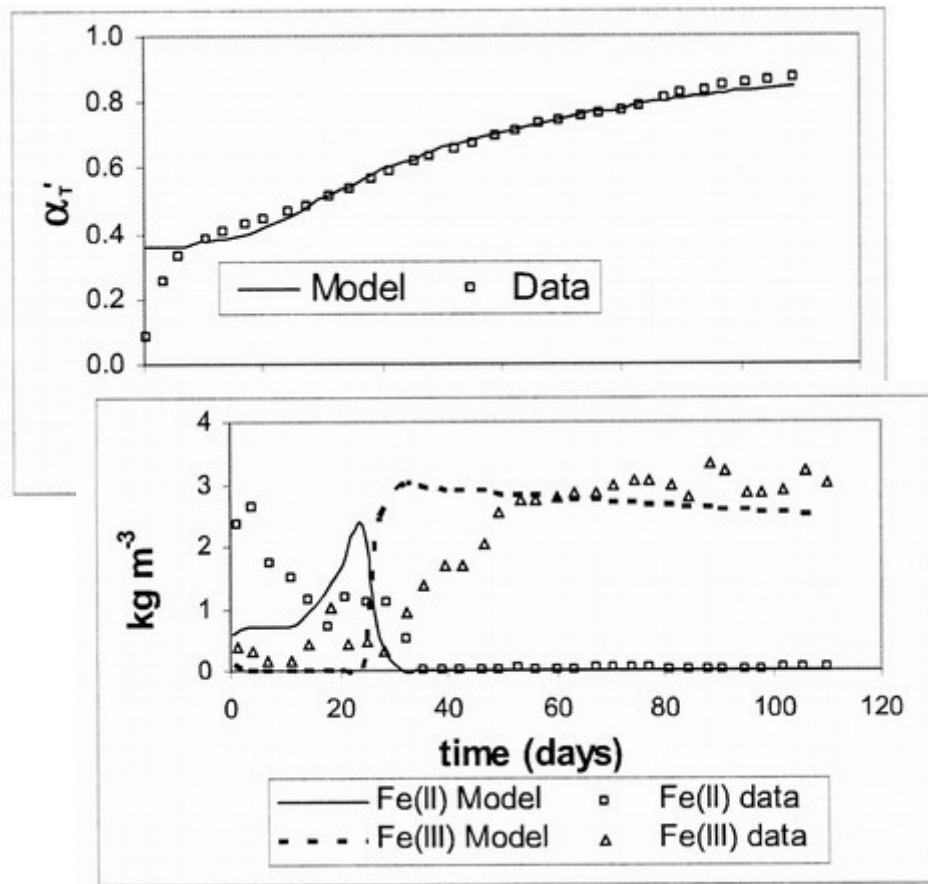 1.0
0.8
0.6
0.4
0.2
0.0
α_T'
Model Data
4
3
2
1
0
kg m⁻³
0 20 40 60 80 100 120
time (days)
Fe(II) Model Fe(II) data
Fe(III) Model Fe(III) data